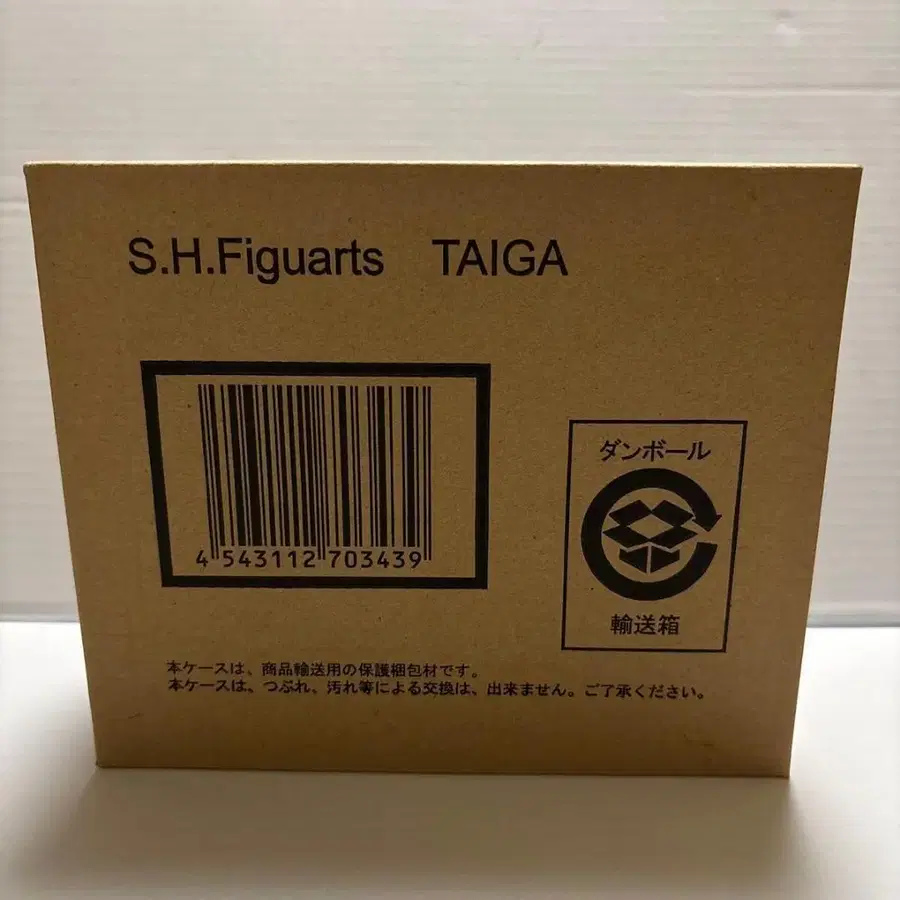 S.H.Figuarts TAIGA
4 543112 703439
ダンボール
輸送箱
本ケースは、商品輸送用の保護梱包材です。
本ケースは、つぶれ、汚れ等による交換は、出来ません。ご了承ください。